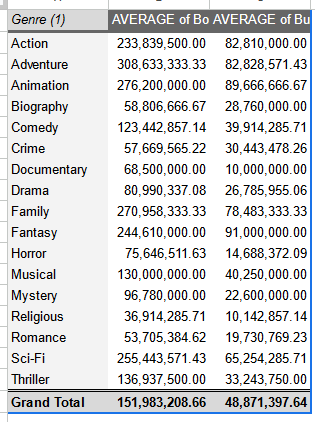 Genre (1) AVERAGE of Bo AVERAGE of Bu
Action 233,839,500.00 82,810,000.00
Adventure 308,633,333.33 82,828,571.43
Animation 276,200,000.00 89,666,666.67
Biography 58,806,666.67 28,760,000.00
Comedy 123,442,857.14 39,914,285.71
Crime 57,669,565.22 30,443,478.26
Documentary 68,500,000.00 10,000,000.00
Drama 80,990,337.08 26,785,955.06
Family 270,958,333.33 78,483,333.33
Fantasy 244,610,000.00 91,000,000.00
Horror 75,646,511.63 14,688,372.09
Musical 130,000,000.00 40,250,000.00
Mystery 96,780,000.00 22,600,000.00
Religious 36,914,285.71 10,142,857.14
Romance 53,705,384.62 19,730,769.23
Sci-Fi 255,443,571.43 65,254,285.71
Thriller 136,937,500.00 33,243,750.00
Grand Total 151,983,208.66 48,871,397.64